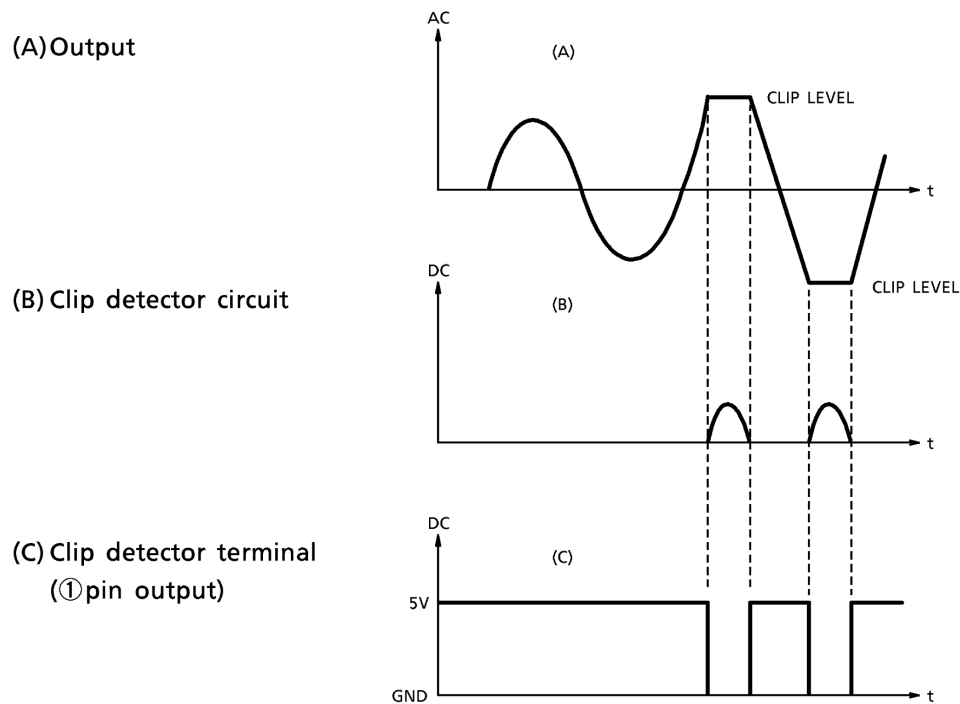 (A) Output
AC
(A)
CLIP LEVEL
t
DC
CLIP LEVEL
(B) Clip detector circuit
(B)
t
DC
(C) Clip detector terminal
(①pin output)
(C)
5V
GND
t